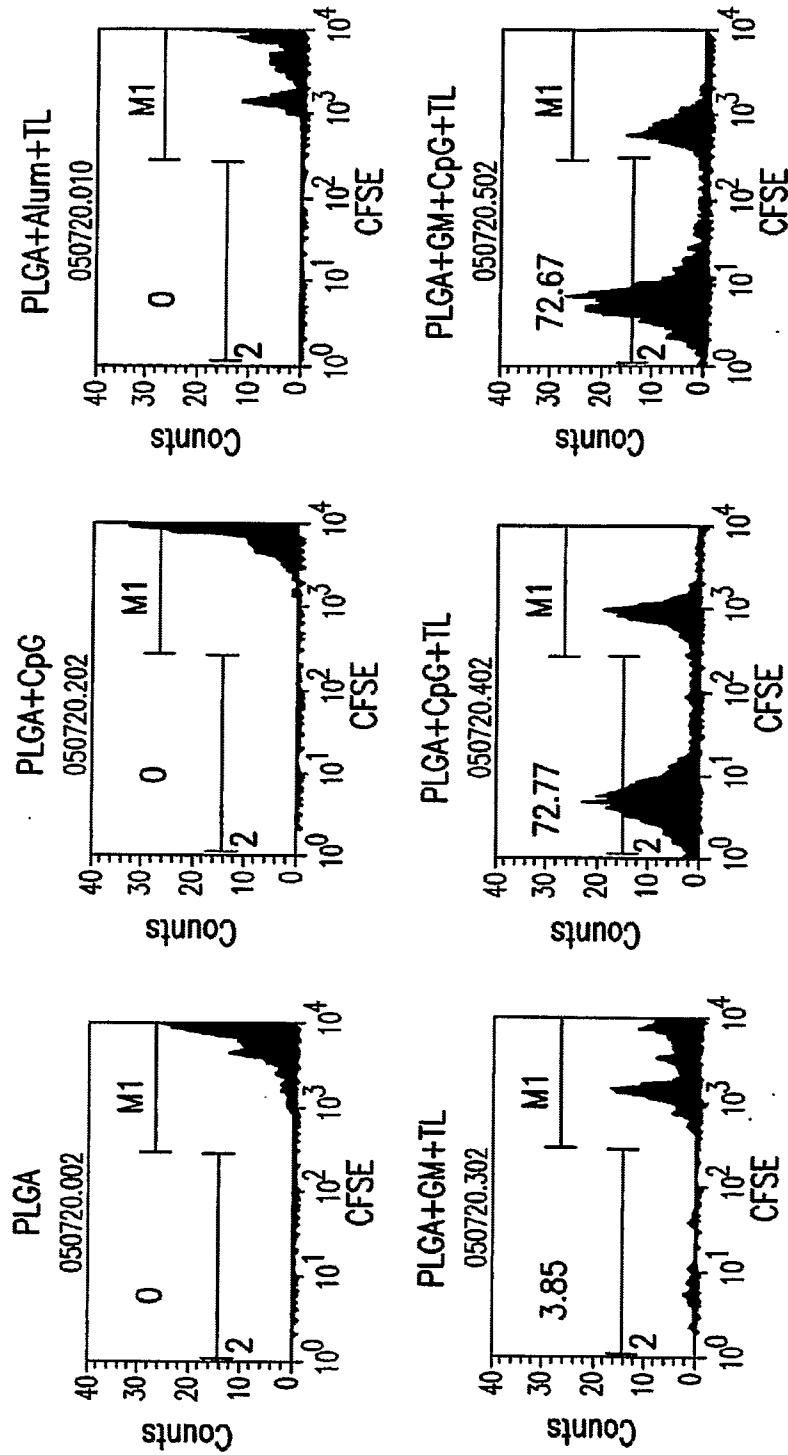 PLGA
050720.002
40
30
20
10
0
Counts
0
M1
2
10^0 10^1 10^2 10^3 10^4
CFSE
PLGA+CpG
050720.202
40
30
20
10
0
Counts
0
M1
2
10^0 10^1 10^2 10^3 10^4
CFSE
PLGA+Alum+TL
050720.010
40
30
20
10
0
Counts
0
M1
2
10^0 10^1 10^2 10^3 10^4
CFSE
PLGA+GM+TL
050720.302
40
30
20
10
0
Counts
3.85
M1
2
10^0 10^1 10^2 10^3 10^4
CFSE
PLGA+CpG+TL
050720.402
40
30
20
10
0
Counts
72.77
M1
2
10^0 10^1 10^2 10^3 10^4
CFSE
PLGA+GM+CpG+TL
050720.502
40
30
20
10
0
Counts
72.67
M1
2
10^0 10^1 10^2 10^3 10^4
CFSE